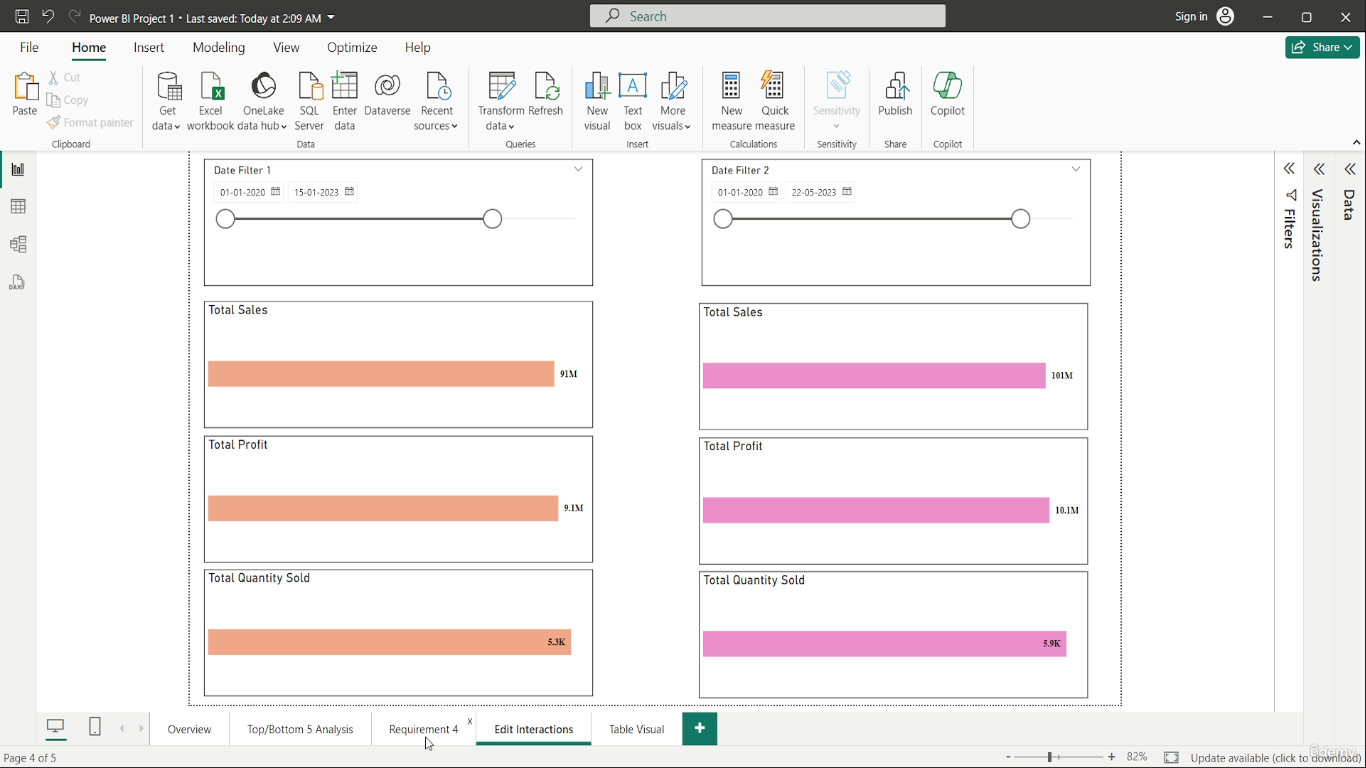 Power BI Project 1 • Last saved: Today at 2:09 AM
Search
Sign in
File Home Insert Modeling View Optimize Help
Share
Paste
Cut
Copy
Format painter
Get data
Excel workbook
OneLake data hub
SQL Server
Enter data
Dataverse
Recent sources
Transform data
Refresh
New visual
Text box
More visuals
New measure
Quick measure
Sensitivity
Publish
Copilot
Clipboard
Data
Queries
Insert
Calculations
Sensitivity
Share
Copilot
Date Filter 1
01-01-2020 15-01-2023
Total Sales
91M
Total Profit
9.1M
Total Quantity Sold
5.3K
Date Filter 2
01-01-2020 22-05-2023
Total Sales
101M
Total Profit
10.1M
Total Quantity Sold
5.9K
Filters
Visualizations
Data
DAX
Overview
Top/Bottom 5 Analysis
Requirement 4
x
Edit Interactions
Table Visual
+
Page 4 of 5
- + 82%
Update available (click to download)
Udemy